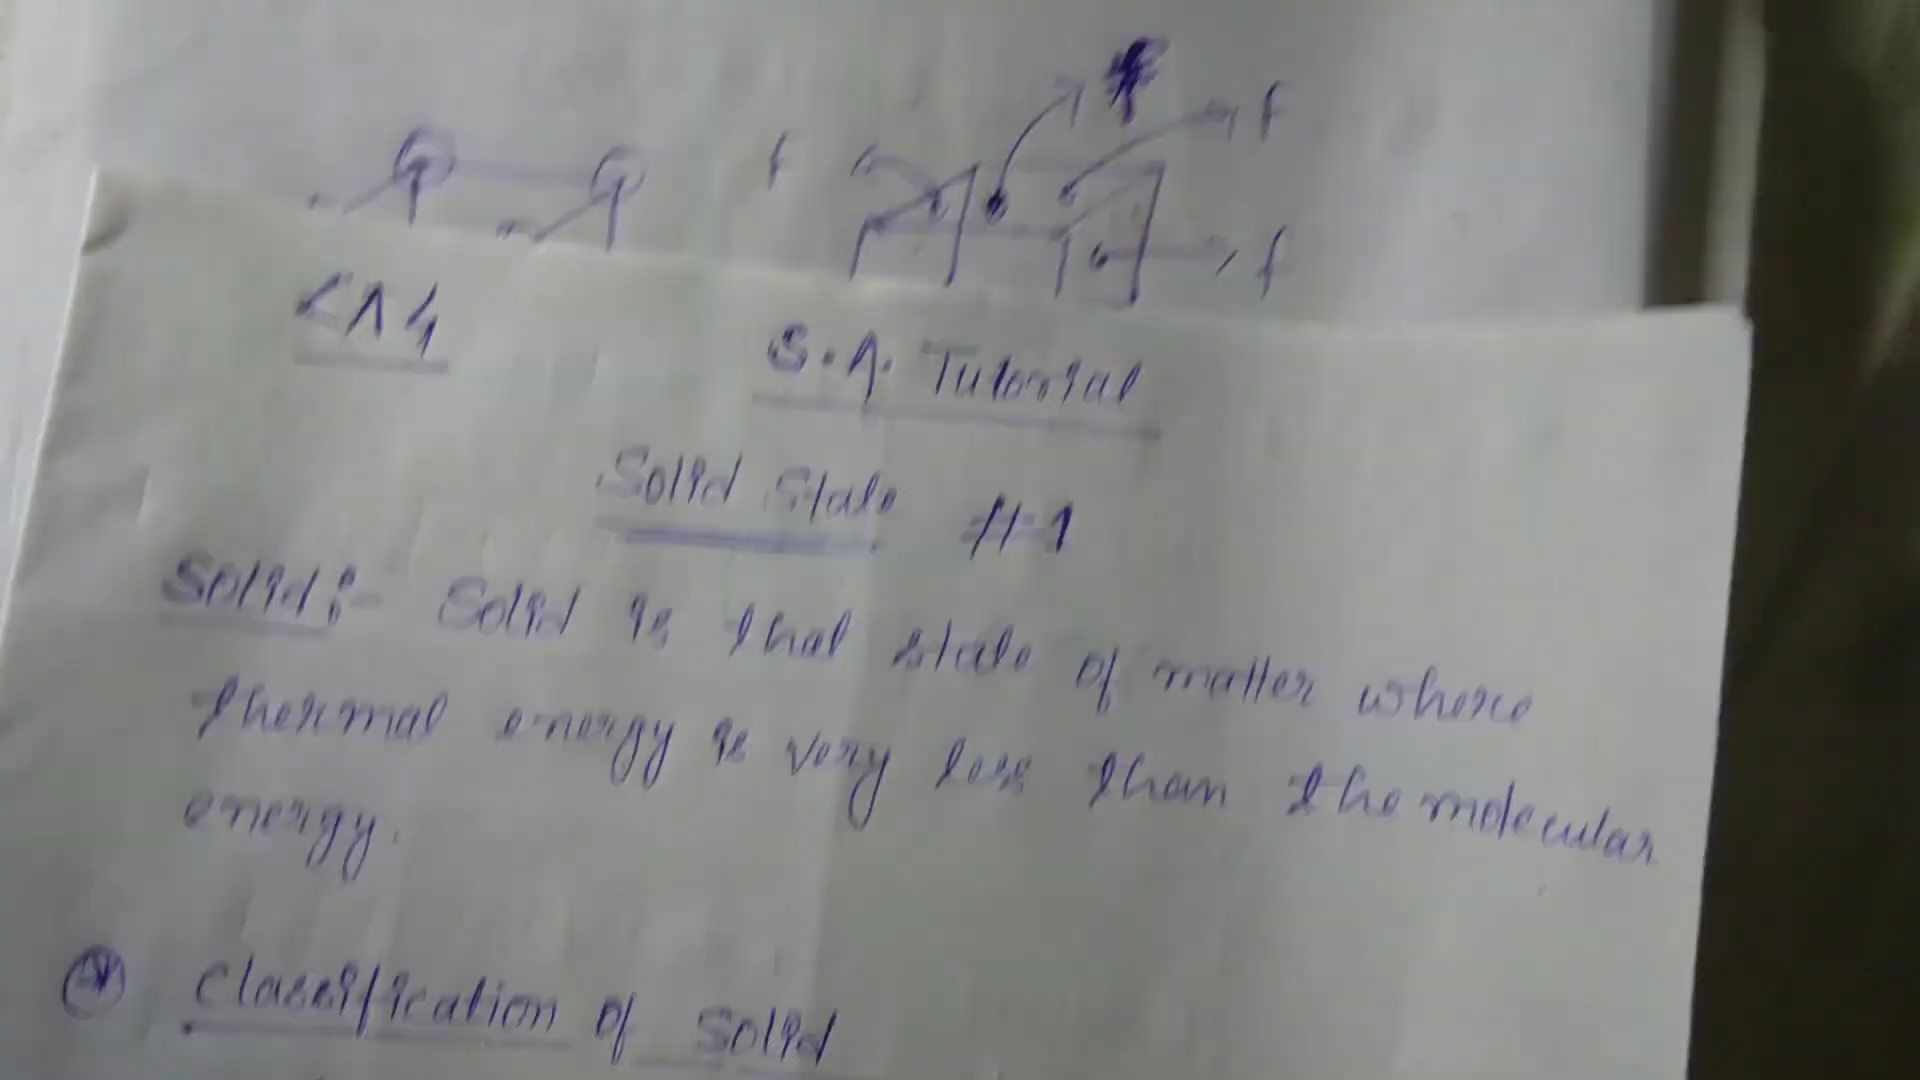 f
f
f
S.A. Tutorial
Solid State #1
Solid :- Solid is that state of matter where
thermal energy is very less than the molecular
energy.
Classification of Solid